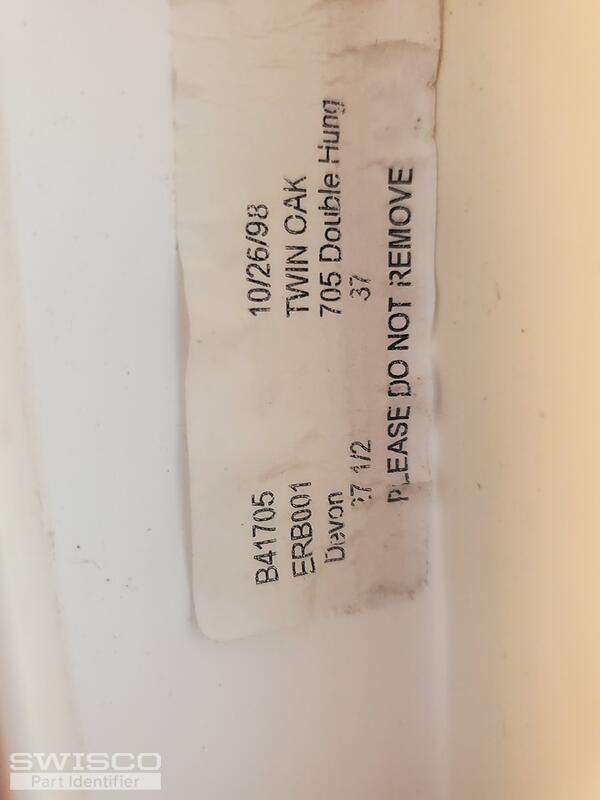 B41705 10/26/98
ERB001 TWIN OAK
Devon 705 Double Hung
1/2 37
PLEASE DO NOT REMOVE
SWISCO
Part Identifier